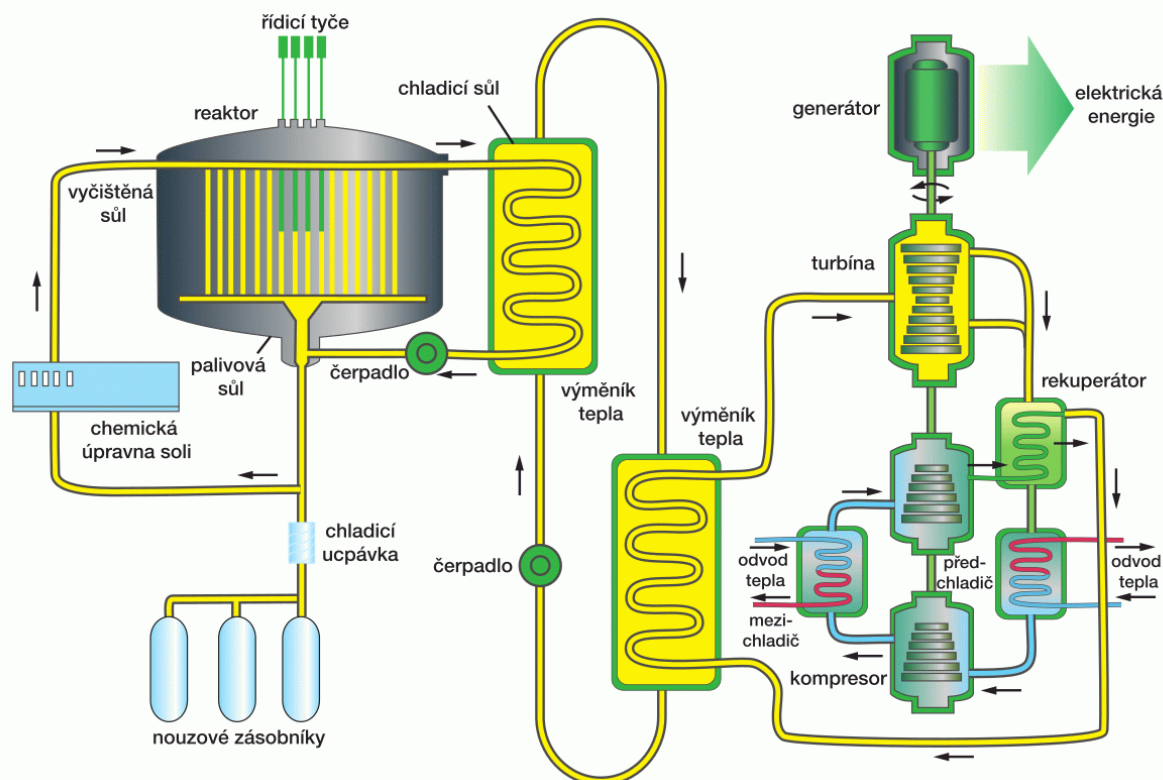 řídicí tyče
reaktor
chladicí sůl
generátor
elektrická
energie
vyčištěná
sůl
turbína
palivová
sůl
čerpadlo
výměník
tepla
výměník
tepla
rekuperátor
chemická
úpravna soli
chladicí
ucpávka
čerpadlo
odvod
tepla
před-
chladič
odvod
tepla
mezi-
chladič
kompresor
nouzové zásobníky